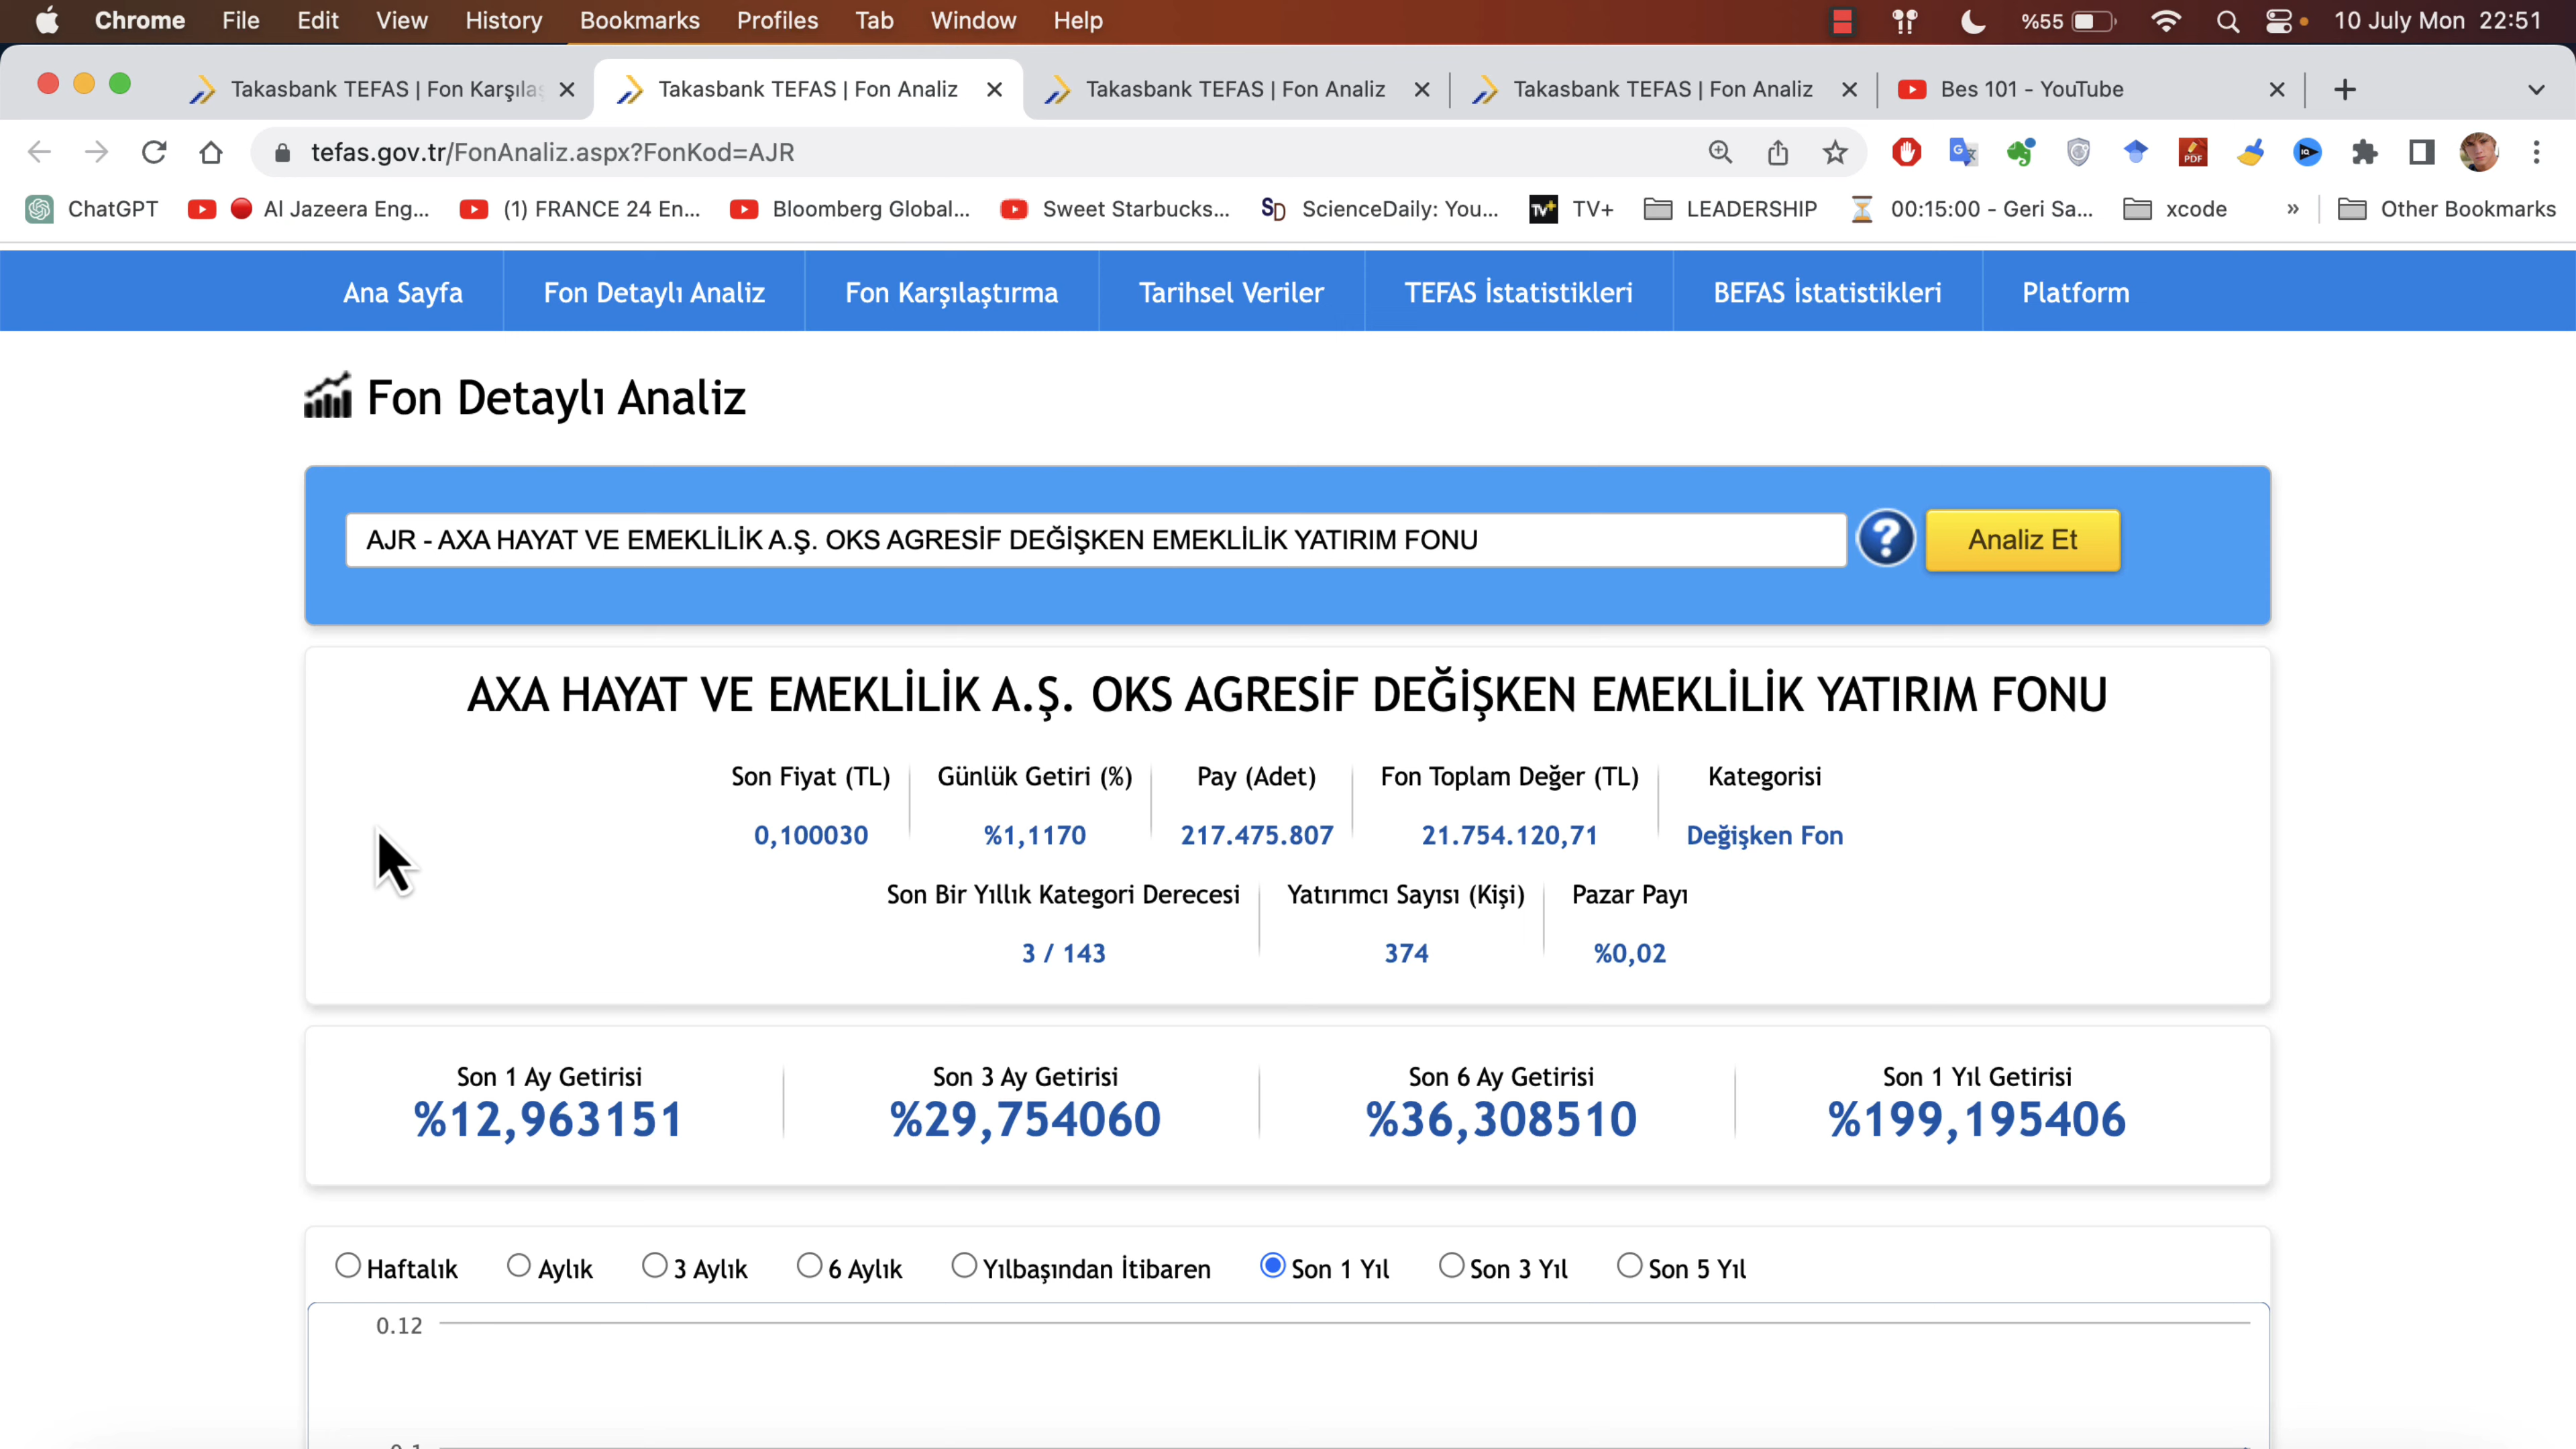 Chrome File Edit View History Bookmarks Profiles Tab Window Help %55 10 July Mon 22:51
Takasbank TEFAS | Fon Karşılaş Takasbank TEFAS | Fon Analiz Takasbank TEFAS | Fon Analiz Takasbank TEFAS | Fon Analiz Bes 101 - YouTube
tefas.gov.tr/FonAnaliz.aspx?FonKod=AJR
ChatGPT Al Jazeera Eng... (1) FRANCE 24 En... Bloomberg Global... Sweet Starbucks... SD ScienceDaily: You... TV+ TV+ LEADERSHIP 00:15:00 - Geri Sa... xcode » Other Bookmarks
Ana Sayfa Fon Detaylı Analiz Fon Karşılaştırma Tarihsel Veriler TEFAS İstatistikleri BEFAS İstatistikleri Platform
Fon Detaylı Analiz
AJR - AXA HAYAT VE EMEKLİLİK A.Ş. OKS AGRESİF DEĞİŞKEN EMEKLİLİK YATIRIM FONU ? Analiz Et
AXA HAYAT VE EMEKLİLİK A.Ş. OKS AGRESİF DEĞİŞKEN EMEKLİLİK YATIRIM FONU
Son Fiyat (TL) Günlük Getiri (%) Pay (Adet) Fon Toplam Değer (TL) Kategorisi
0,100030 %1,1170 217.475.807 21.754.120,71 Değişken Fon
Son Bir Yıllık Kategori Derecesi Yatırımcı Sayısı (Kişi) Pazar Payı
3 / 143 374 %0,02
Son 1 Ay Getirisi Son 3 Ay Getirisi Son 6 Ay Getirisi Son 1 Yıl Getirisi
%12,963151 %29,754060 %36,308510 %199,195406
Haftalık Aylık 3 Aylık 6 Aylık Yılbaşından İtibaren Son 1 Yıl Son 3 Yıl Son 5 Yıl
0.12